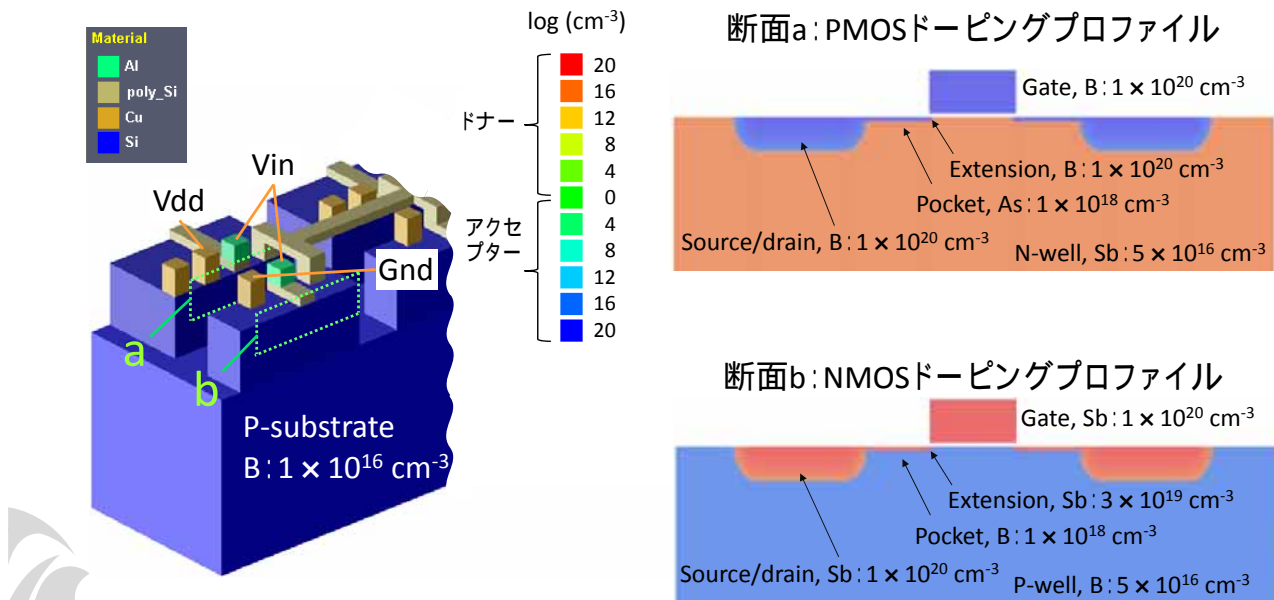 Material
Al
poly_Si
Cu
Si
Vdd
Vin
Gnd
a
b
P-substrate
B:1 × 10¹⁶ cm⁻³
log (cm⁻³)
ドナー
アクセ
プター
20
16
12
8
4
0
4
8
12
16
20
断面a:PMOSドーピングプロファイル
Gate, B:1 × 10²⁰ cm⁻³
Extension, B:1 × 10²⁰ cm⁻³
Pocket, As:1 × 10¹⁸ cm⁻³
Source/drain, B:1 × 10²⁰ cm⁻³
N-well, Sb:5 × 10¹⁶ cm⁻³
断面b:NMOSドーピングプロファイル
Gate, Sb:1 × 10²⁰ cm⁻³
Extension, Sb:3 × 10¹⁹ cm⁻³
Pocket, B:1 × 10¹⁸ cm⁻³
Source/drain, Sb:1 × 10²⁰ cm⁻³
P-well, B:5 × 10¹⁶ cm⁻³